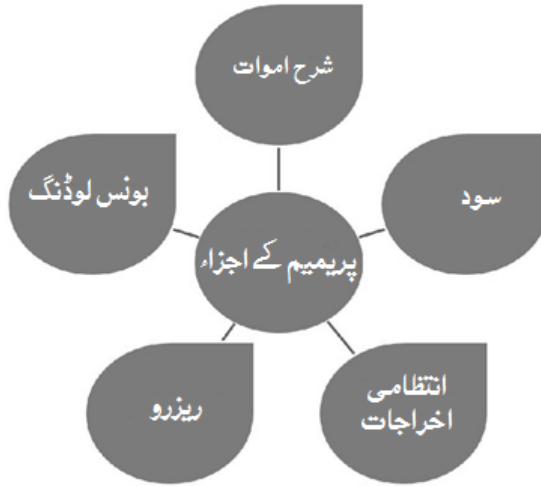 شرح اموات
بونس لوڈنگ
سود
پریمیم کے اجزاء
ریزرو
انتظامی
اخراجات